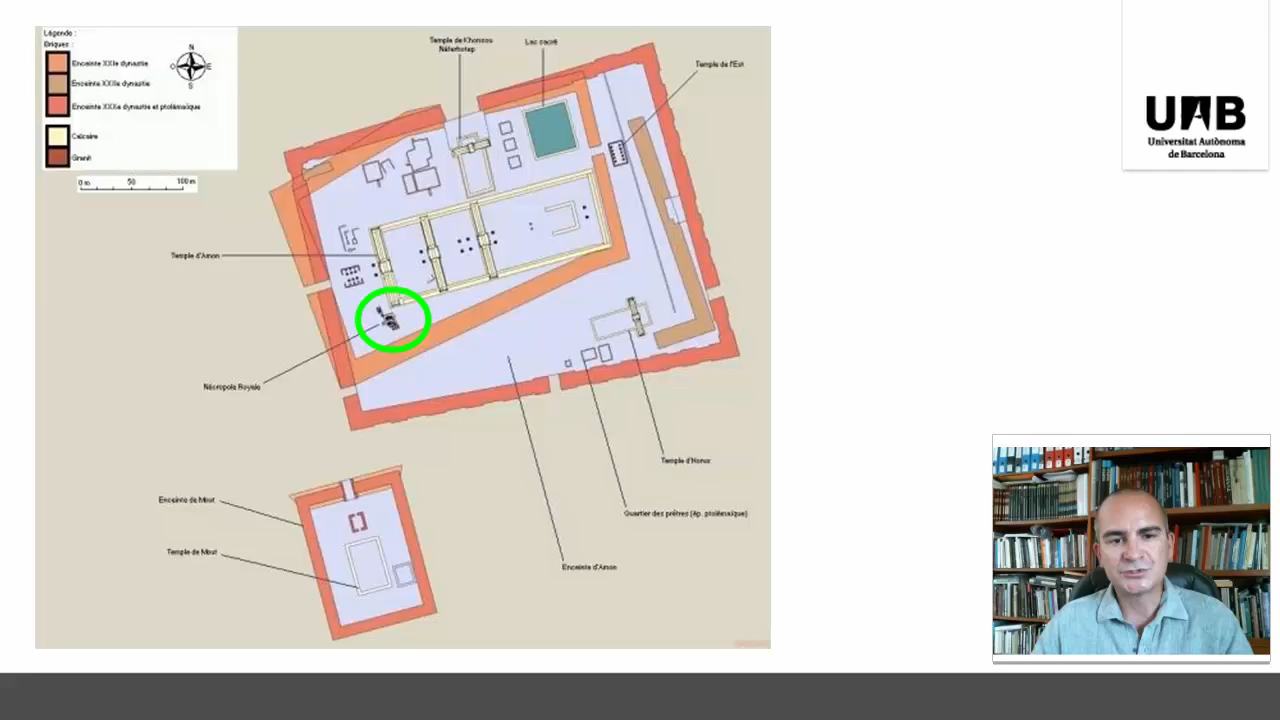 Légende :
Briques :
Enceinte XXIe dynastie
Enceinte XXXe dynastie
Enceinte XXXe dynastie et ptolémaïque
Calcaire
Granit
N
O
E
S
0 m
50
100 m
Temple de Khonsou
Néferhotep
Lac sacré
Temple de l'Est
Temple d'Amon
Nécropole Royale
Temple d'Horus
Quartier des prêtres (ép. ptolémaïque)
Enceinte d'Amon
Enceinte de Mout
Temple de Mout
UAB
Universitat Autònoma
de Barcelona